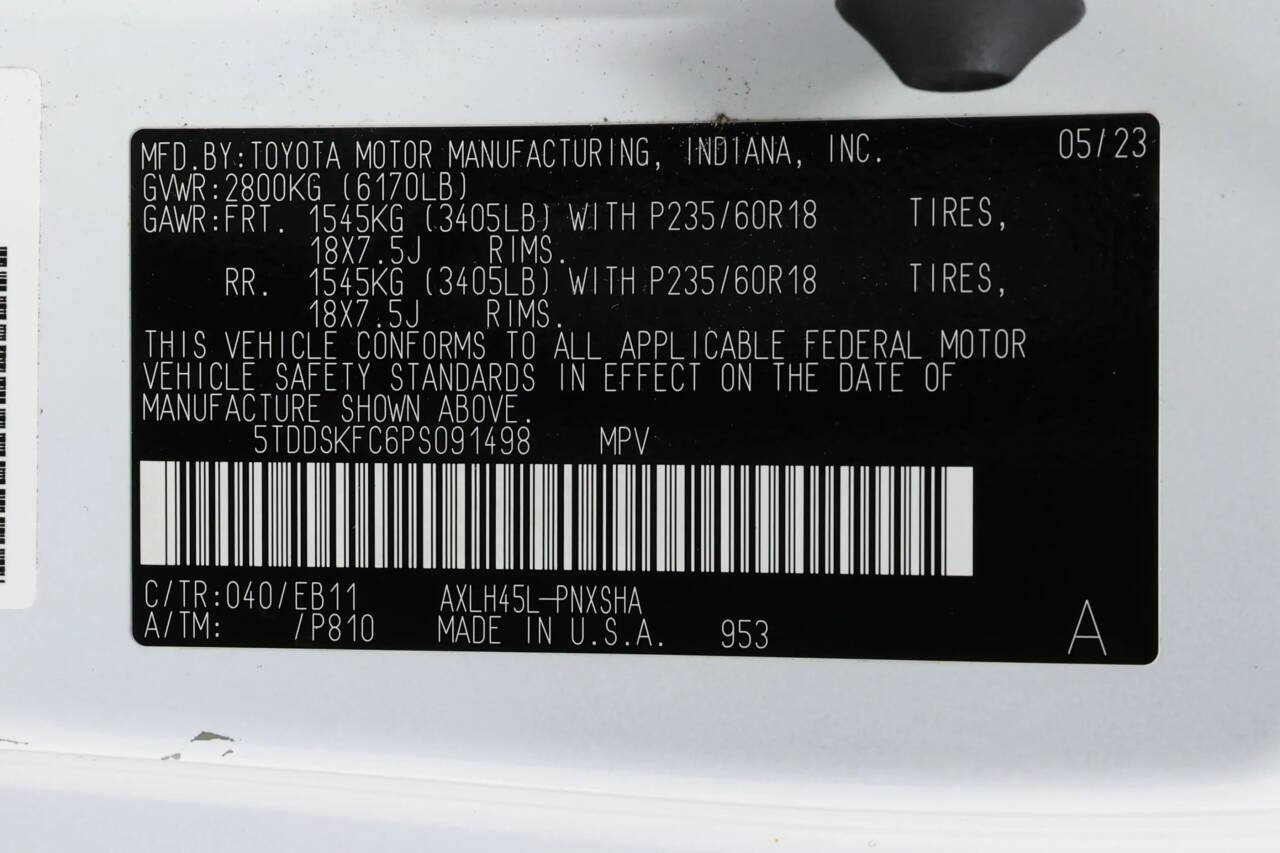 MFD.BY:TOYOTA MOTOR MANUFACTURING, INDIANA, INC. 05/23
GVWR:2800KG (6170LB)
GAWR:FRT. 1545KG (3405LB) WITH P235/60R18 TIRES,
18X7.5J RIMS.
RR. 1545KG (3405LB) WITH P235/60R18 TIRES,
18X7.5J RIMS.
THIS VEHICLE CONFORMS TO ALL APPLICABLE FEDERAL MOTOR
VEHICLE SAFETY STANDARDS IN EFFECT ON THE DATE OF
MANUFACTURE SHOWN ABOVE.
5TDDSKFC6PS091498 MPV
C/TR:040/EB11 AXLH45L-PNXSHA
A/TM: /P810 MADE IN U.S.A. 953 A